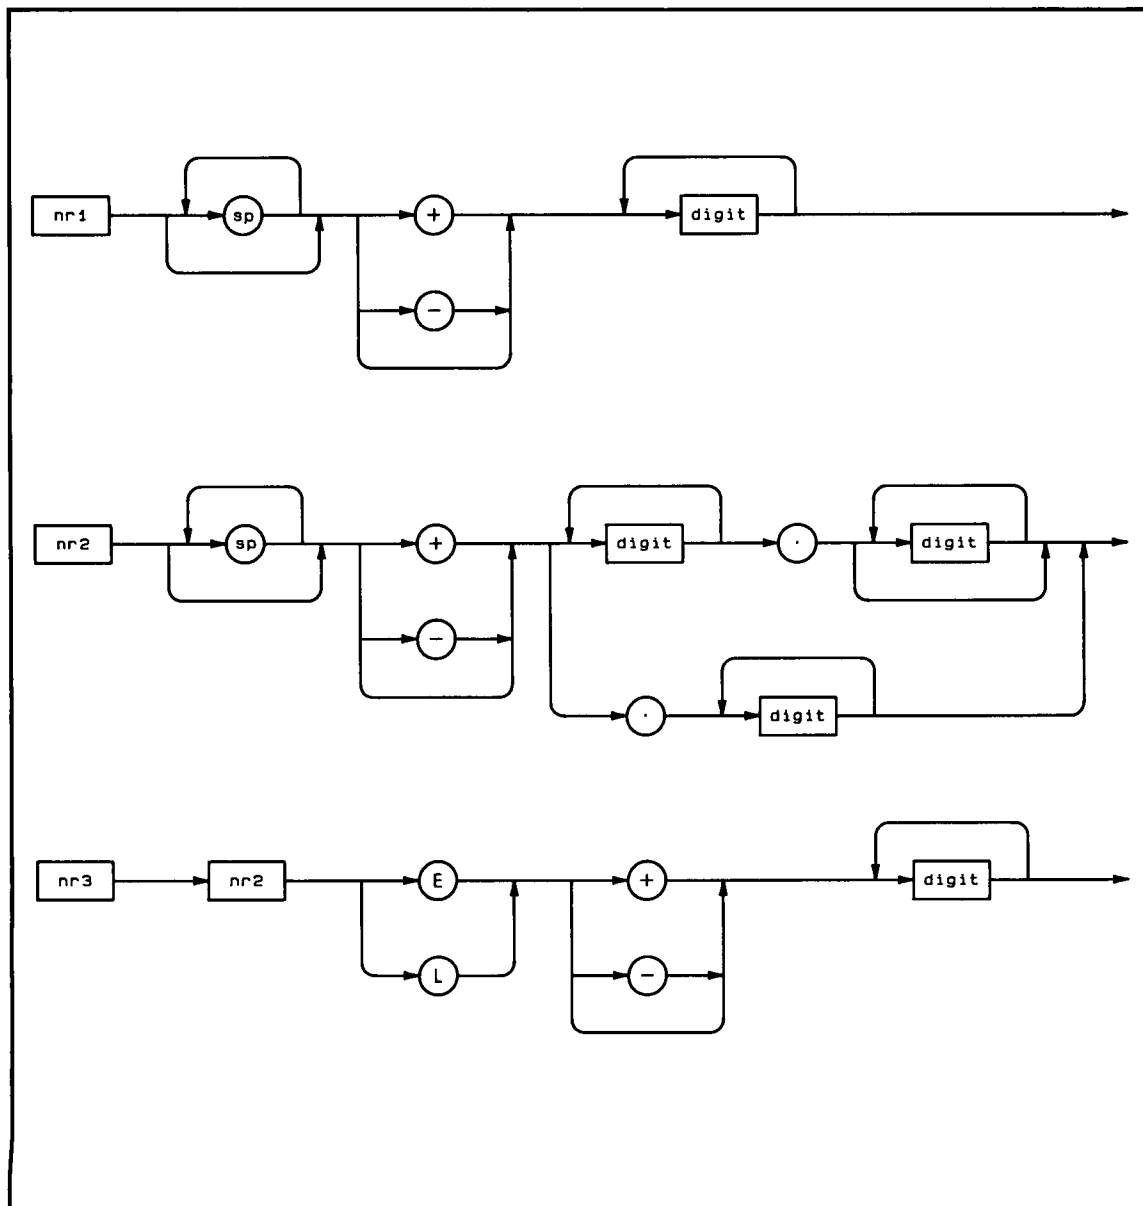 nr1 sp + digit
-
nr2 sp + digit . digit
-
. digit
nr3 nr2 E + digit
L -